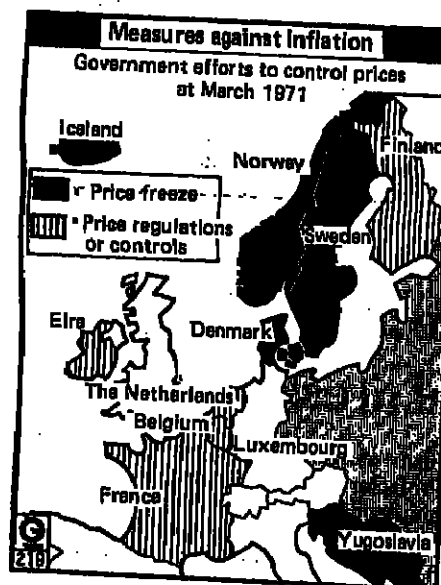 Measures against inflation
Government efforts to control prices
at March 1971
Iceland
Norway
Finland
Price freeze
Sweden
Price regulations
or controls
Eire
Denmark
The Netherlands
Belgium
Luxembourg
France
Yugoslavia